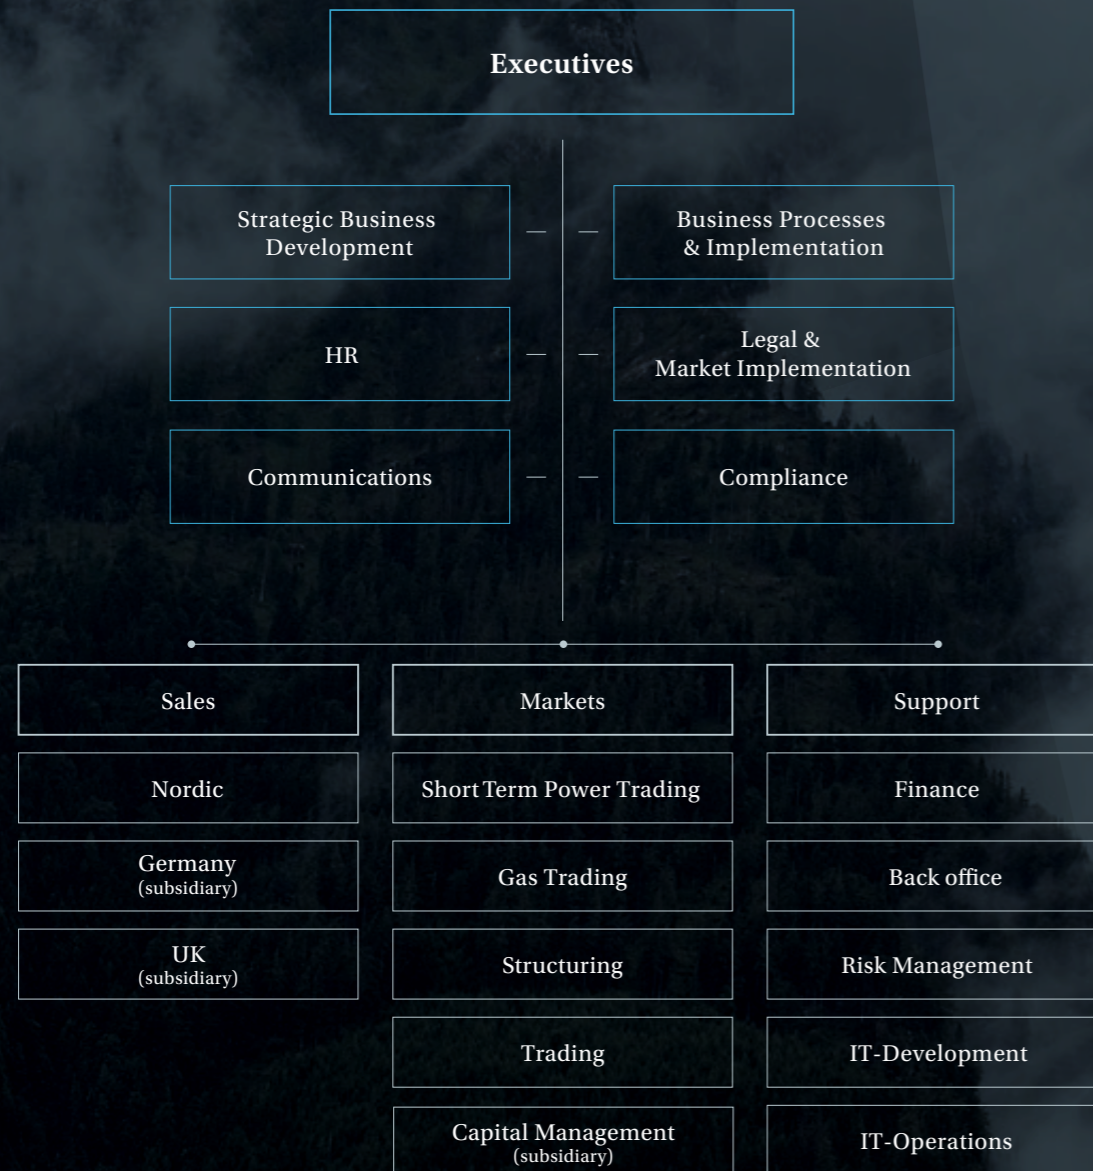 Executives
Strategic Business
Development
Business Processes
& Implementation
HR
Legal &
Market Implementation
Communications
Compliance
Sales
Markets
Support
Nordic
Short Term Power Trading
Finance
Germany
(subsidiary)
Gas Trading
Back office
UK
(subsidiary)
Structuring
Risk Management
Trading
IT-Development
Capital Management
(subsidiary)
IT-Operations